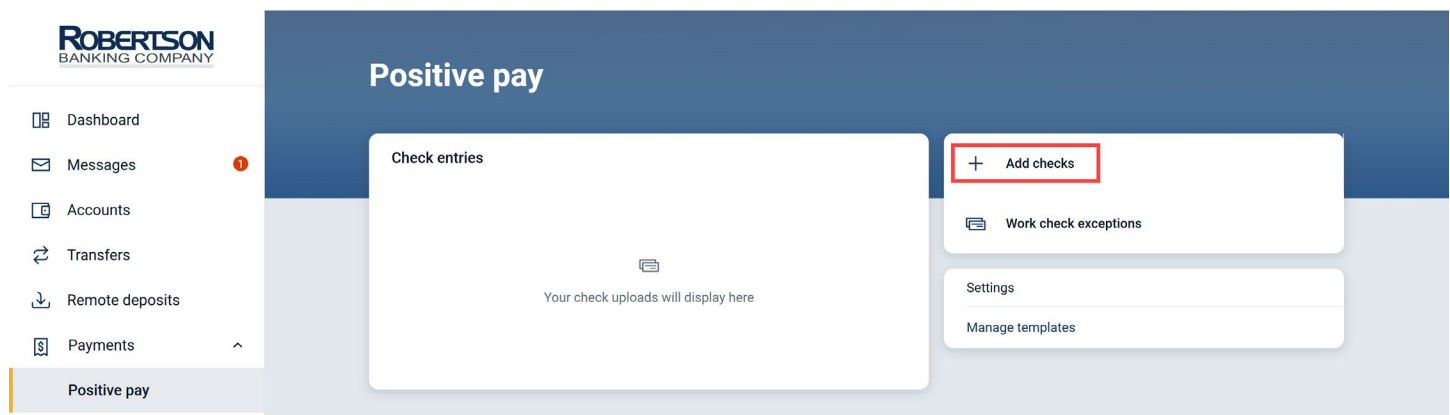 ROBERTSON
BANKING COMPANY
Dashboard
Messages
1
Accounts
Transfers
Remote deposits
Payments
Positive pay
Positive pay
Check entries
Your check uploads will display here
Add checks
Work check exceptions
Settings
Manage templates